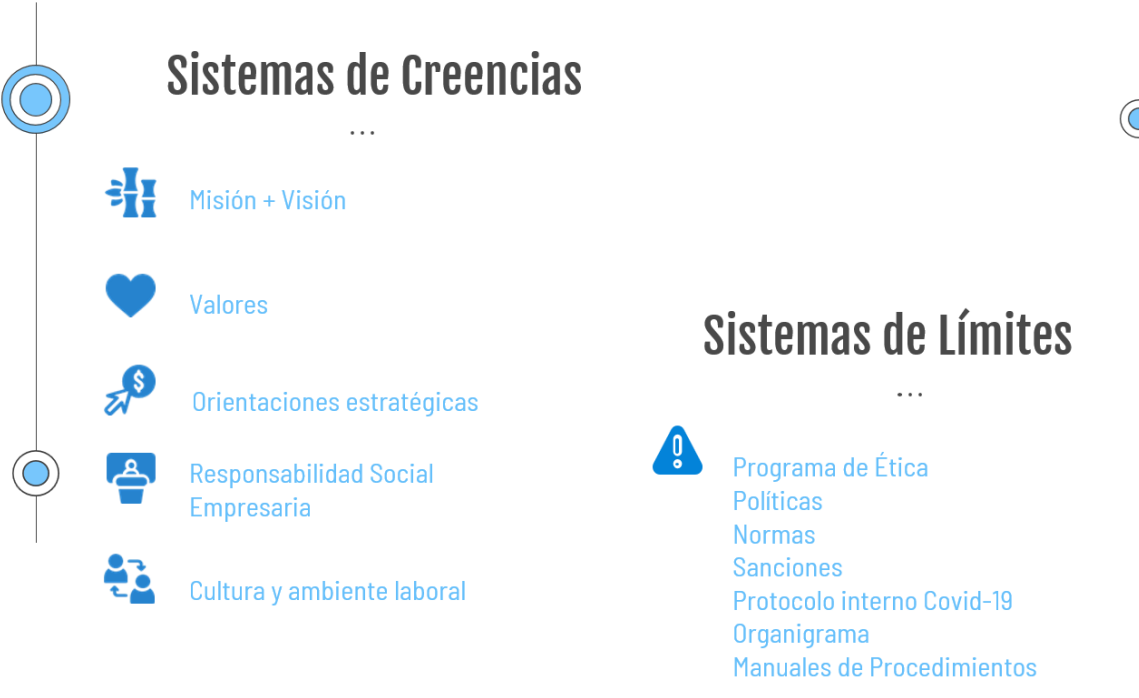 Sistemas de Creencias
...
Misión + Visión
Valores
Orientaciones estratégicas
Responsabilidad Social
Empresaria
Cultura y ambiente laboral
Sistemas de Límites
...
Programa de Ética
Políticas
Normas
Sanciones
Protocolo interno Covid-19
Organigrama
Manuales de Procedimientos